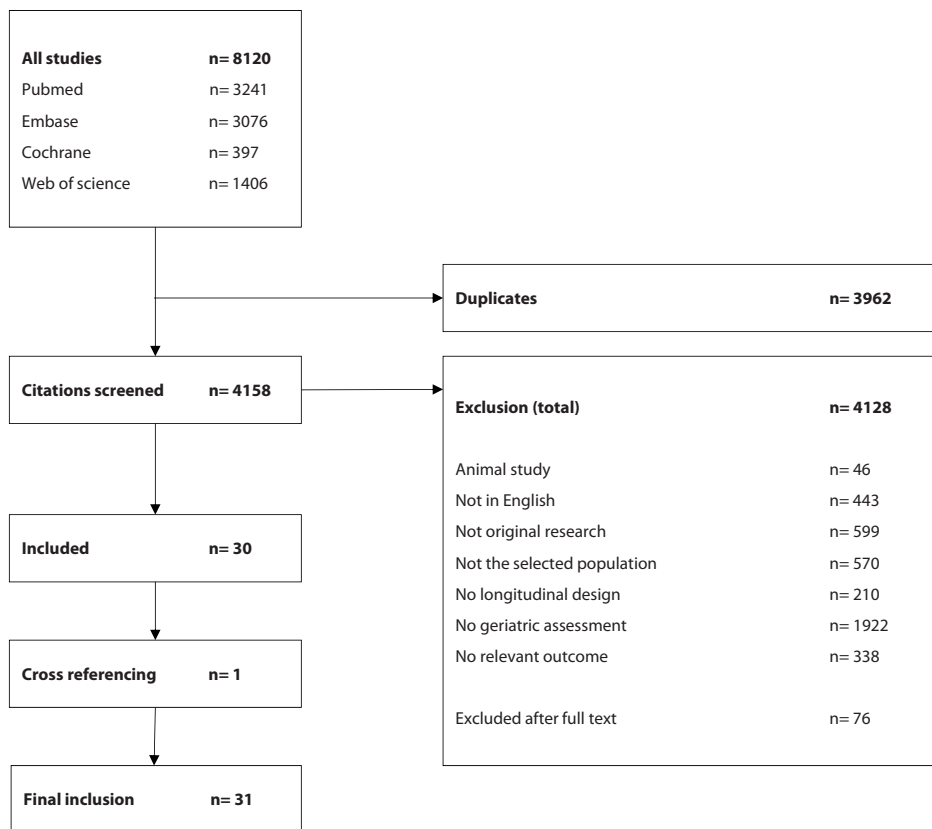 All studies n= 8120
Pubmed n= 3241
Embase n= 3076
Cochrane n= 397
Web of science n= 1406
Duplicates n= 3962
Citations screened n= 4158
Exclusion (total) n= 4128
Animal study n= 46
Not in English n= 443
Not original research n= 599
Not the selected population n= 570
No longitudinal design n= 210
No geriatric assessment n= 1922
No relevant outcome n= 338
Excluded after full text n= 76
Included n= 30
Cross referencing n= 1
Final inclusion n= 31